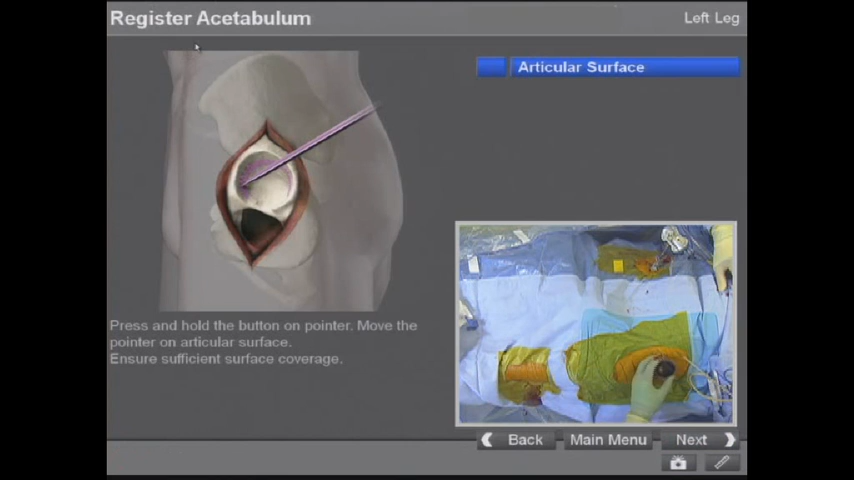 Register Acetabulum
Left Leg
Articular Surface
Press and hold the button on pointer. Move the
pointer on articular surface.
Ensure sufficient surface coverage.
Back
Main Menu
Next